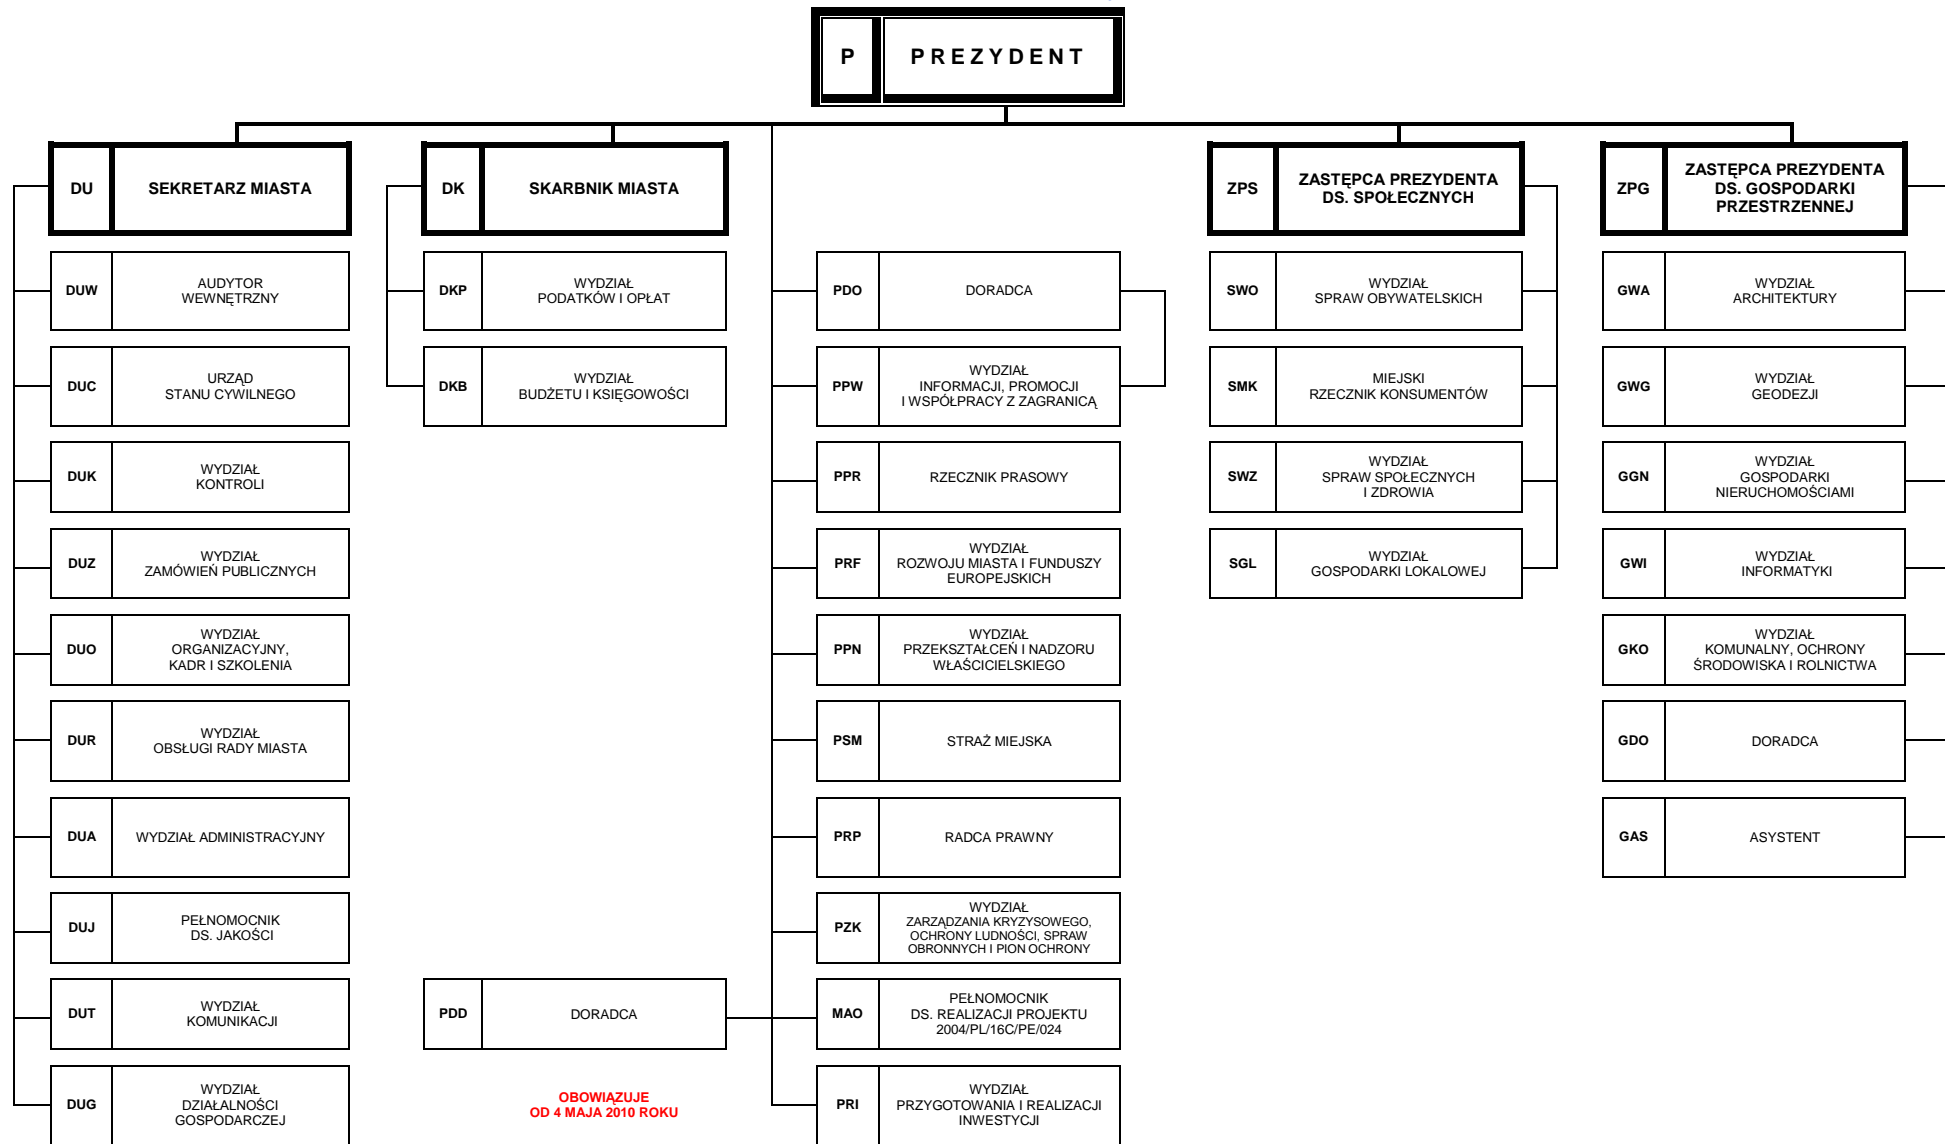 P
PREZYDENT
DU
SEKRETARZ MIASTA
DUW
AUDYTOR
WEWNĘTRZNY
DUC
URZĄD
STANU CYWILNEGO
DUK
WYDZIAŁ
KONTROLI
DUZ
WYDZIAŁ
ZAMÓWIEŃ PUBLICZNYCH
DUO
WYDZIAŁ
ORGANIZACYJNY,
KADR I SZKOLENIA
DUR
WYDZIAŁ
OBSŁUGI RADY MIASTA
DUA
WYDZIAŁ ADMINISTRACYJNY
DUJ
PEŁNOMOCNIK
DS. JAKOŚCI
DUT
WYDZIAŁ
KOMUNIKACJI
DUG
WYDZIAŁ
DZIAŁALNOŚCI
GOSPODARCZEJ
DK
SKARBNIK MIASTA
DKP
WYDZIAŁ
PODATKÓW I OPŁAT
DKB
WYDZIAŁ
BUDŻETU I KSIĘGOWOŚCI
PDD
DORADCA
OBOWIĄZUJE
OD 4 MAJA 2010 ROKU
PDO
DORADCA
PPW
WYDZIAŁ
INFORMACJI, PROMOCJI
I WSPÓŁPRACY Z ZAGRANICĄ
PPR
RZECZNIK PRASOWY
PRF
WYDZIAŁ
ROZWOJU MIASTA I FUNDUSZY
EUROPEJSKICH
PPN
WYDZIAŁ
PRZEKSZTAŁCEŃ I NADZORU
WŁAŚCICIELSKIEGO
PSM
STRAŻ MIEJSKA
PRP
RADCA PRAWNY
PZK
WYDZIAŁ
ZARZĄDZANIA KRYZYSOWEGO,
OCHRONY LUDNOŚCI, SPRAW
OBRONNYCH I PION OCHRONY
MAO
PEŁNOMOCNIK
DS. REALIZACJI PROJEKTU
2004/PL/16C/PE/024
PRI
WYDZIAŁ
PRZYGOTOWANIA I REALIZACJI
INWESTYCJI
ZPS
ZASTĘPCA PREZYDENTA
DS. SPOŁECZNYCH
SWO
WYDZIAŁ
SPRAW OBYWATELSKICH
SMK
MIEJSKI
RZECZNIK KONSUMENTÓW
SWZ
WYDZIAŁ
SPRAW SPOŁECZNYCH
I ZDROWIA
SGL
WYDZIAŁ
GOSPODARKI LOKALOWEJ
ZPG
ZASTĘPCA PREZYDENTA
DS. GOSPODARKI
PRZESTRZENNEJ
GWA
WYDZIAŁ
ARCHITEKTURY
GWG
WYDZIAŁ
GEODEZJI
GGN
WYDZIAŁ
GOSPODARKI
NIERUCHOMOŚCIAMI
GWI
WYDZIAŁ
INFORMATYKI
GKO
WYDZIAŁ
KOMUNALNY, OCHRONY
ŚRODOWISKA I ROLNICTWA
GDO
DORADCA
GAS
ASYSTENT